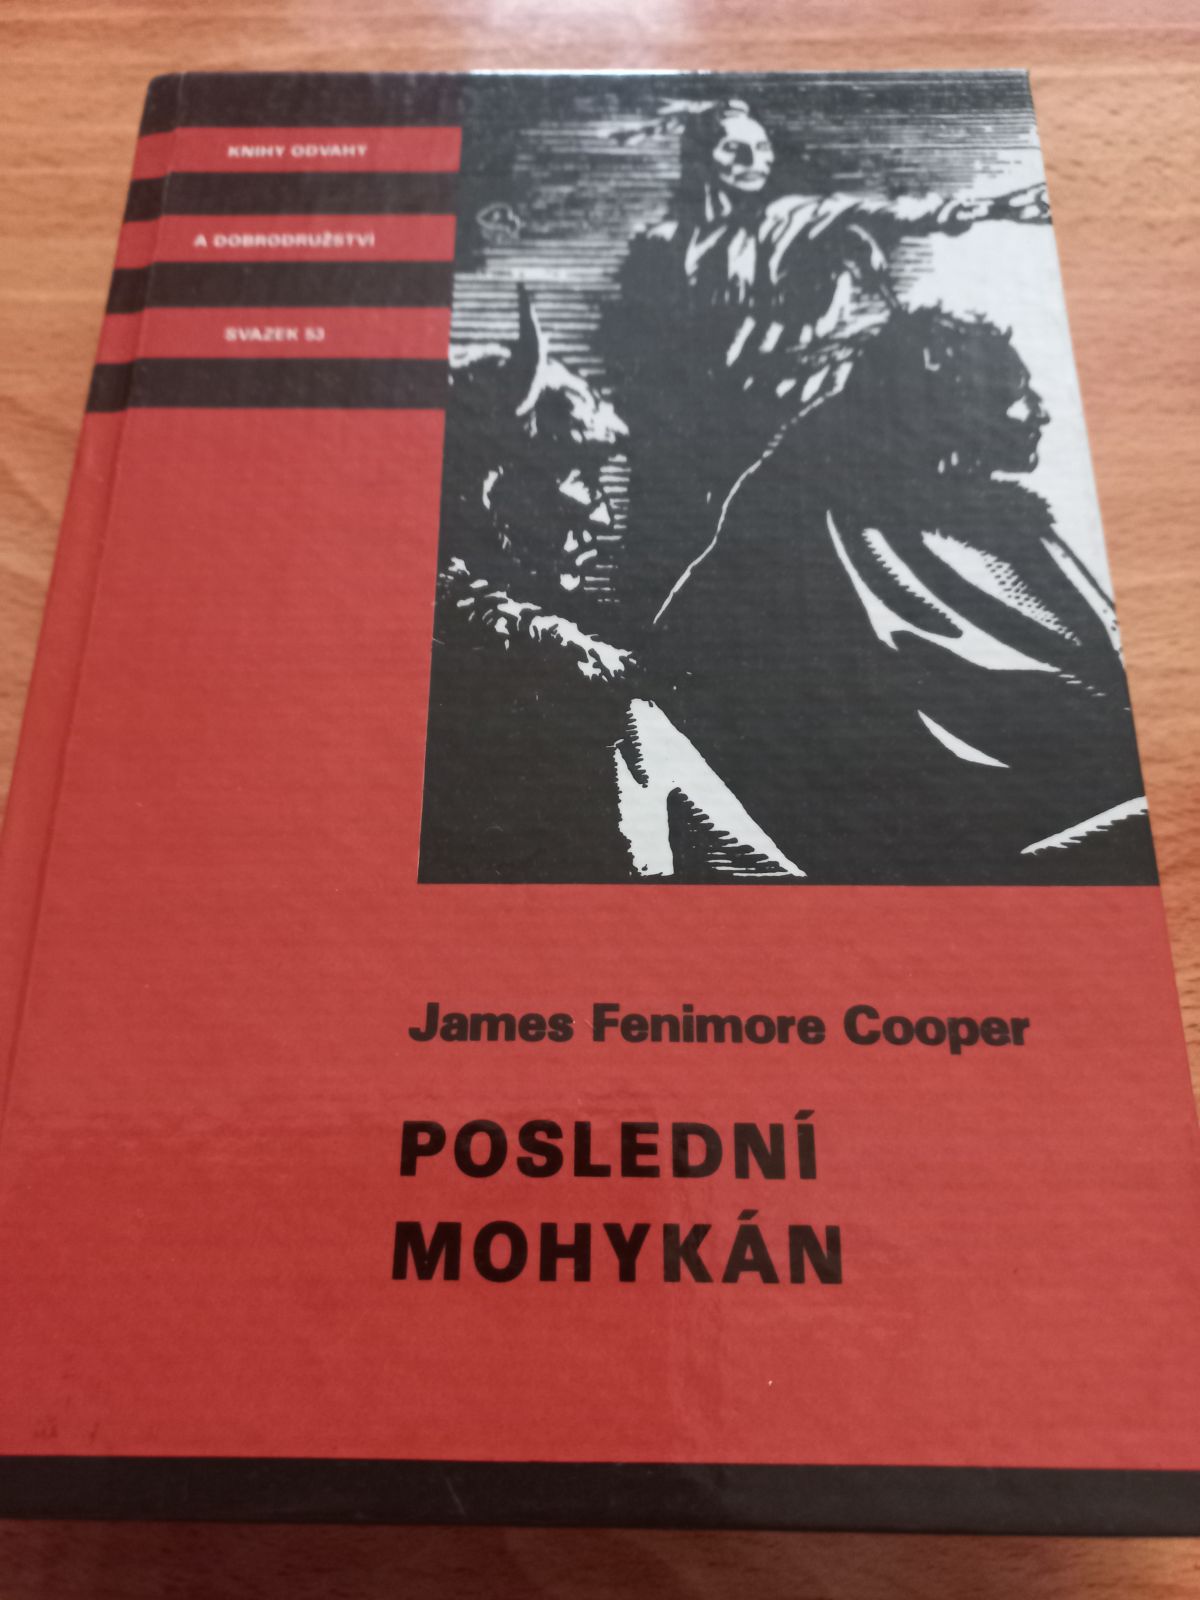 KNIHY ODVAHY
A DOBRODRUŽSTVÍ
SVAZEK 53
James Fenimore Cooper
POSLEDNÍ
MOHYKÁN